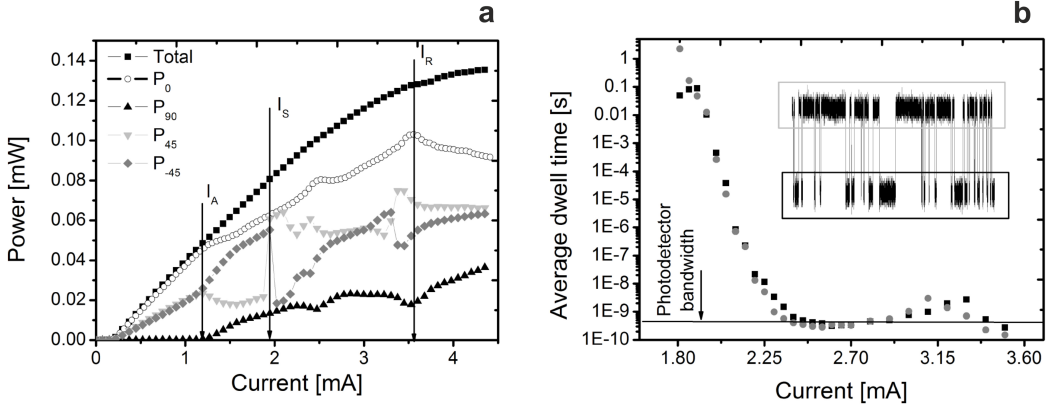 a
b
0.14
0.12
0.10
0.08
0.06
0.04
0.02
0.00
Power [mW]
Total
P0
P90
P45
P-45
IA
IS
IR
0
1
2
3
4
Current [mA]
1
0.1
0.01
1E-3
1E-4
1E-5
1E-6
1E-7
1E-8
1E-9
1E-10
Average dwell time [s]
Photodetector
bandwidth
1.80
2.25
2.70
3.15
3.60
Current [mA]